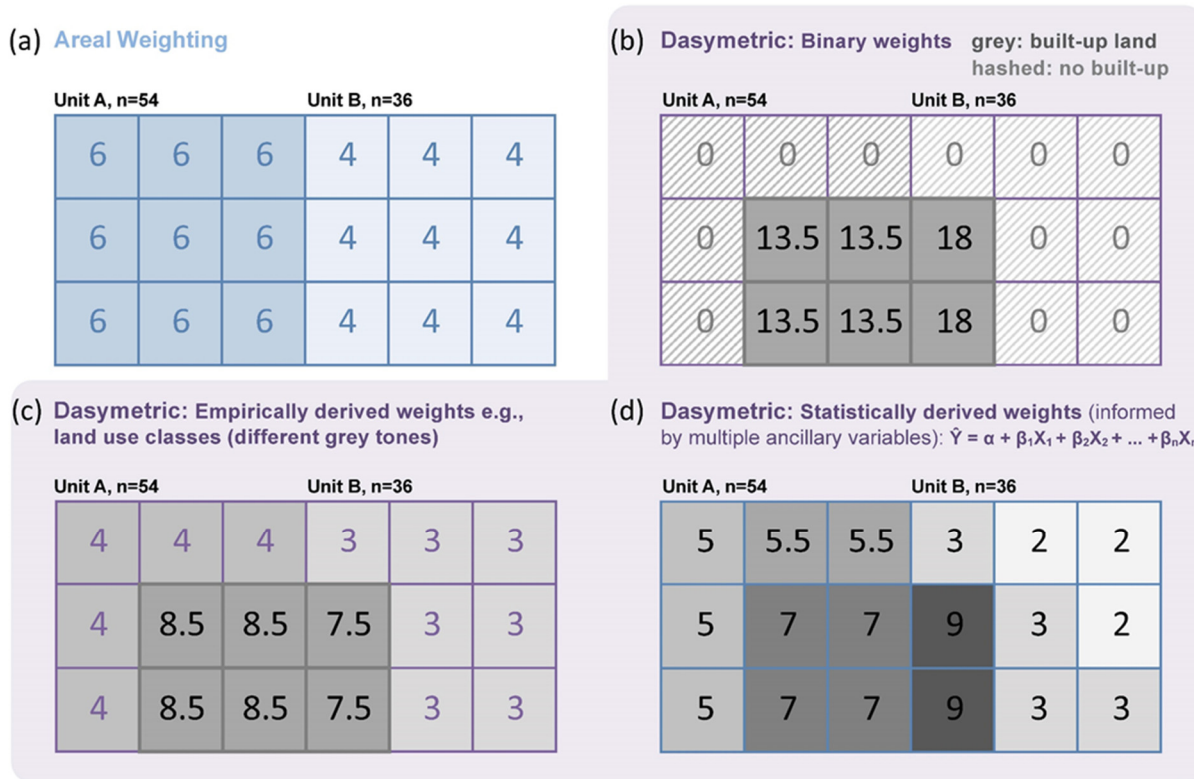 (a) Areal Weighting
Unit A, n=54 Unit B, n=36
6 6 6 4 4 4
6 6 6 4 4 4
6 6 6 4 4 4
(b) Dasymetric: Binary weights grey: built-up land
hashed: no built-up
Unit A, n=54 Unit B, n=36
0 0 0 0 0 0
0 13.5 13.5 18 0 0
0 13.5 13.5 18 0 0
(c) Dasymetric: Empirically derived weights e.g.,
land use classes (different grey tones)
Unit A, n=54 Unit B, n=36
4 4 4 3 3 3
4 8.5 8.5 7.5 3 3
4 8.5 8.5 7.5 3 3
(d) Dasymetric: Statistically derived weights (informed
by multiple ancillary variables): Ŷ = α + β₁X₁ + β₂X₂ + ... +βₙXₙ
Unit A, n=54 Unit B, n=36
5 5.5 5.5 3 2 2
5 7 7 9 3 2
5 7 7 9 3 3